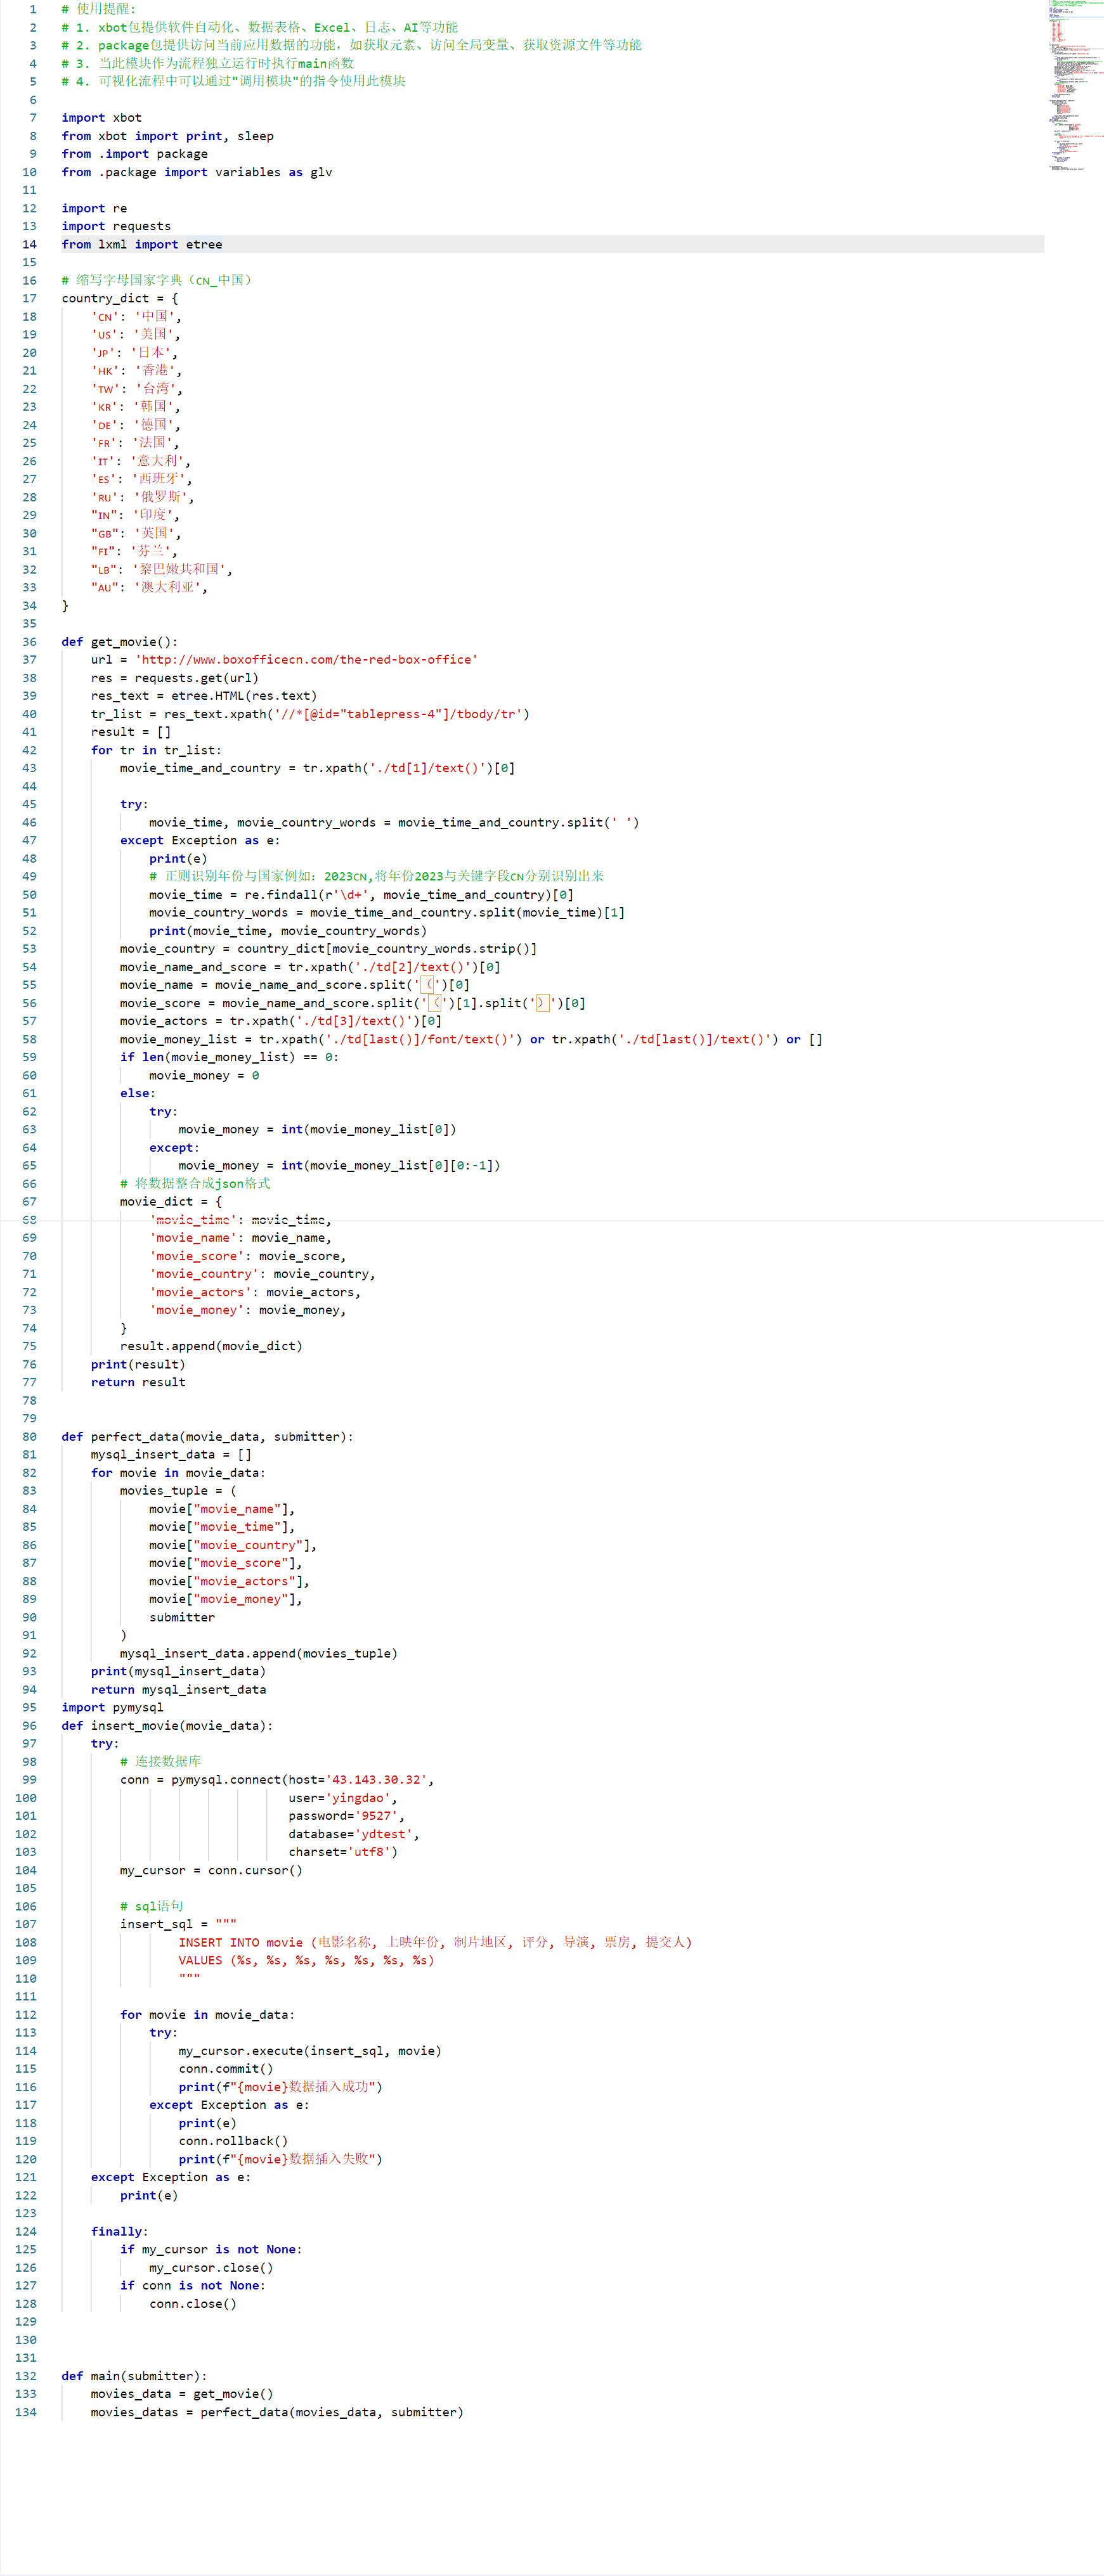 1 # 使用提醒:
2 # 1. xbot包提供软件自动化、数据表格、Excel、日志、AI等功能
3 # 2. package包提供访问当前应用数据的功能，如获取元素、访问全局变量、获取资源文件等功能
4 # 3. 当此模块作为流程独立运行时执行main函数
5 # 4. 可视化流程中可以通过"调用模块"的指令使用此模块
6
7 import xbot
8 from xbot import print, sleep
9 from .import package
10 from .package import variables as glv
11
12 import re
13 import requests
14 from lxml import etree
15
16 # 缩写字母国家字典（CN_中国）
17 country_dict = {
18     'CN': '中国',
19     'US': '美国',
20     'JP': '日本',
21     'HK': '香港',
22     'TW': '台湾',
23     'KR': '韩国',
24     'DE': '德国',
25     'FR': '法国',
26     'IT': '意大利',
27     'ES': '西班牙',
28     'RU': '俄罗斯',
29     "IN": '印度',
30     "GB": '英国',
31     "FI": '芬兰',
32     "LB": '黎巴嫩共和国',
33     "AU": '澳大利亚',
34 }
35
36 def get_movie():
37     url = 'http://www.boxofficecn.com/the-red-box-office'
38     res = requests.get(url)
39     res_text = etree.HTML(res.text)
40     tr_list = res_text.xpath('//*[@id="tablepress-4"]/tbody/tr')
41     result = []
42     for tr in tr_list:
43         movie_time_and_country = tr.xpath('./td[1]/text()')[0]
44
45         try:
46             movie_time, movie_country_words = movie_time_and_country.split(' ')
47         except Exception as e:
48             print(e)
49             # 正则识别年份与国家例如：2023CN,将年份2023与关键字段CN分别识别出来
50             movie_time = re.findall(r'\d+', movie_time_and_country)[0]
51             movie_country_words = movie_time_and_country.split(movie_time)[1]
52             print(movie_time, movie_country_words)
53         movie_country = country_dict[movie_country_words.strip()]
54         movie_name_and_score = tr.xpath('./td[2]/text()')[0]
55         movie_name = movie_name_and_score.split('（')[0]
56         movie_score = movie_name_and_score.split('（')[1].split('）')[0]
57         movie_actors = tr.xpath('./td[3]/text()')[0]
58         movie_money_list = tr.xpath('./td[last()]/font/text()') or tr.xpath('./td[last()]/text()') or []
59         if len(movie_money_list) == 0:
60             movie_money = 0
61         else:
62             try:
63                 movie_money = int(movie_money_list[0])
64             except:
65                 movie_money = int(movie_money_list[0][0:-1])
66         # 将数据整合成json格式
67         movie_dict = {
68             'movie_time': movie_time,
69             'movie_name': movie_name,
70             'movie_score': movie_score,
71             'movie_country': movie_country,
72             'movie_actors': movie_actors,
73             'movie_money': movie_money,
74         }
75         result.append(movie_dict)
76     print(result)
77     return result
78
79
80 def perfect_data(movie_data, submitter):
81     mysql_insert_data = []
82     for movie in movie_data:
83         movies_tuple = (
84             movie["movie_name"],
85             movie["movie_time"],
86             movie["movie_country"],
87             movie["movie_score"],
88             movie["movie_actors"],
89             movie["movie_money"],
90             submitter
91         )
92         mysql_insert_data.append(movies_tuple)
93     print(mysql_insert_data)
94     return mysql_insert_data
95 import pymysql
96 def insert_movie(movie_data):
97     try:
98         # 连接数据库
99         conn = pymysql.connect(host='43.143.30.32',
100                                user='yingdao',
101                                password='9527',
102                                database='ydtest',
103                                charset='utf8')
104         my_cursor = conn.cursor()
105
106         # sql语句
107         insert_sql = """
108                 INSERT INTO movie (电影名称, 上映年份, 制片地区, 评分, 导演, 票房, 提交人)
109                 VALUES (%s, %s, %s, %s, %s, %s, %s)
110                 """
111
112         for movie in movie_data:
113             try:
114                 my_cursor.execute(insert_sql, movie)
115                 conn.commit()
116                 print(f"{movie}数据插入成功")
117             except Exception as e:
118                 print(e)
119                 conn.rollback()
120                 print(f"{movie}数据插入失败")
121     except Exception as e:
122         print(e)
123
124     finally:
125         if my_cursor is not None:
126             my_cursor.close()
127         if conn is not None:
128             conn.close()
129
130
131
132 def main(submitter):
133     movies_data = get_movie()
134     movies_datas = perfect_data(movies_data, submitter)